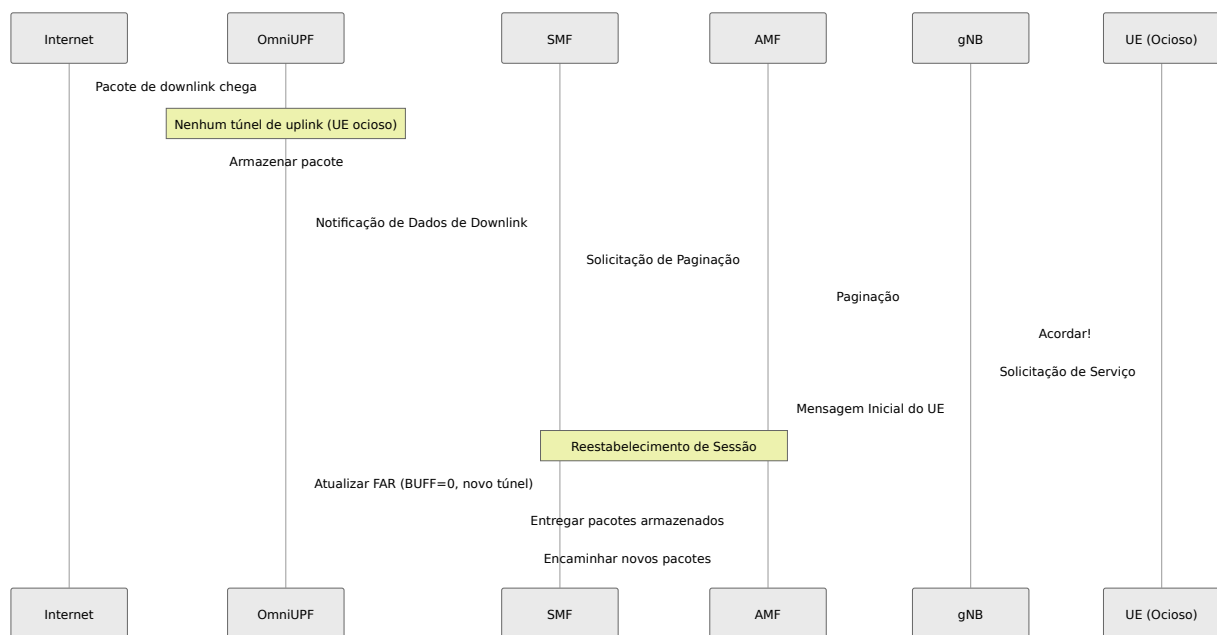 Internet
OmniUPF
SMF
AMF
gNB
UE (Ocioso)
Pacote de downlink chega
Nenhum túnel de uplink (UE ocioso)
Armazenar pacote
Notificação de Dados de Downlink
Solicitação de Paginação
Paginação
Acordar!
Solicitação de Serviço
Mensagem Inicial do UE
Reestabelecimento de Sessão
Atualizar FAR (BUFF=0, novo túnel)
Entregar pacotes armazenados
Encaminhar novos pacotes
Internet
OmniUPF
SMF
AMF
gNB
UE (Ocioso)